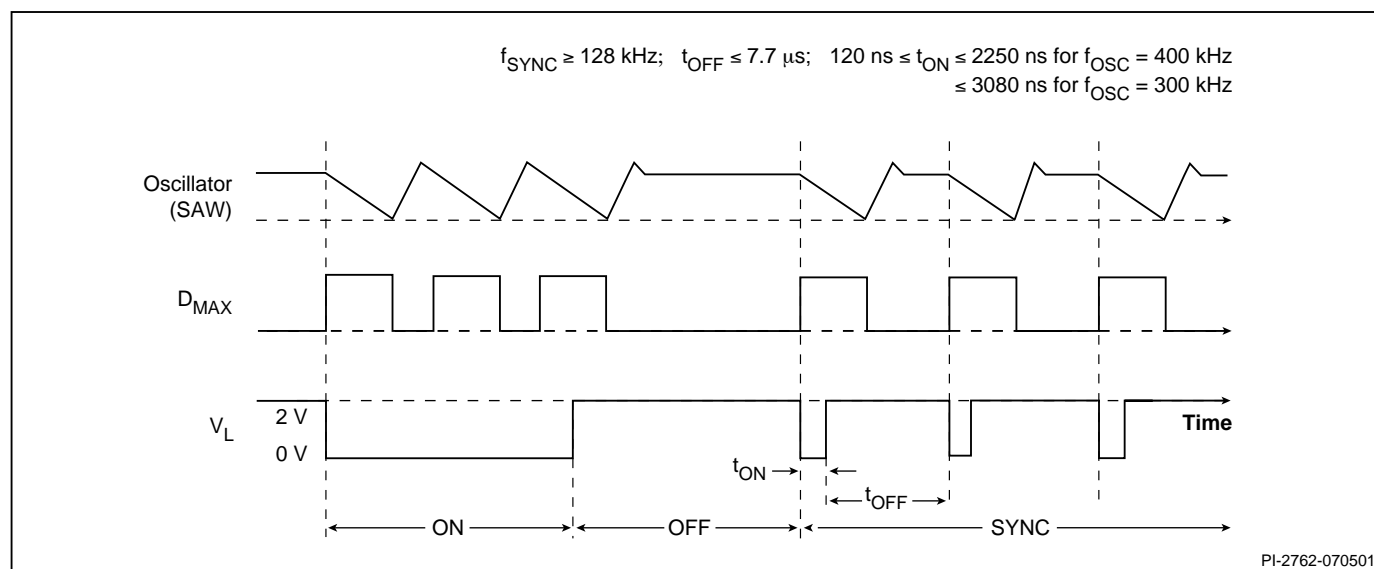 f_SYNC ≥ 128 kHz; t_OFF ≤ 7.7 μs; 120 ns ≤ t_ON ≤ 2250 ns for f_OSC = 400 kHz
≤ 3080 ns for f_OSC = 300 kHz
Oscillator
(SAW)
D_MAX
V_L
2 V
0 V
Time
t_ON
t_OFF
ON
OFF
SYNC
PI-2762-070501